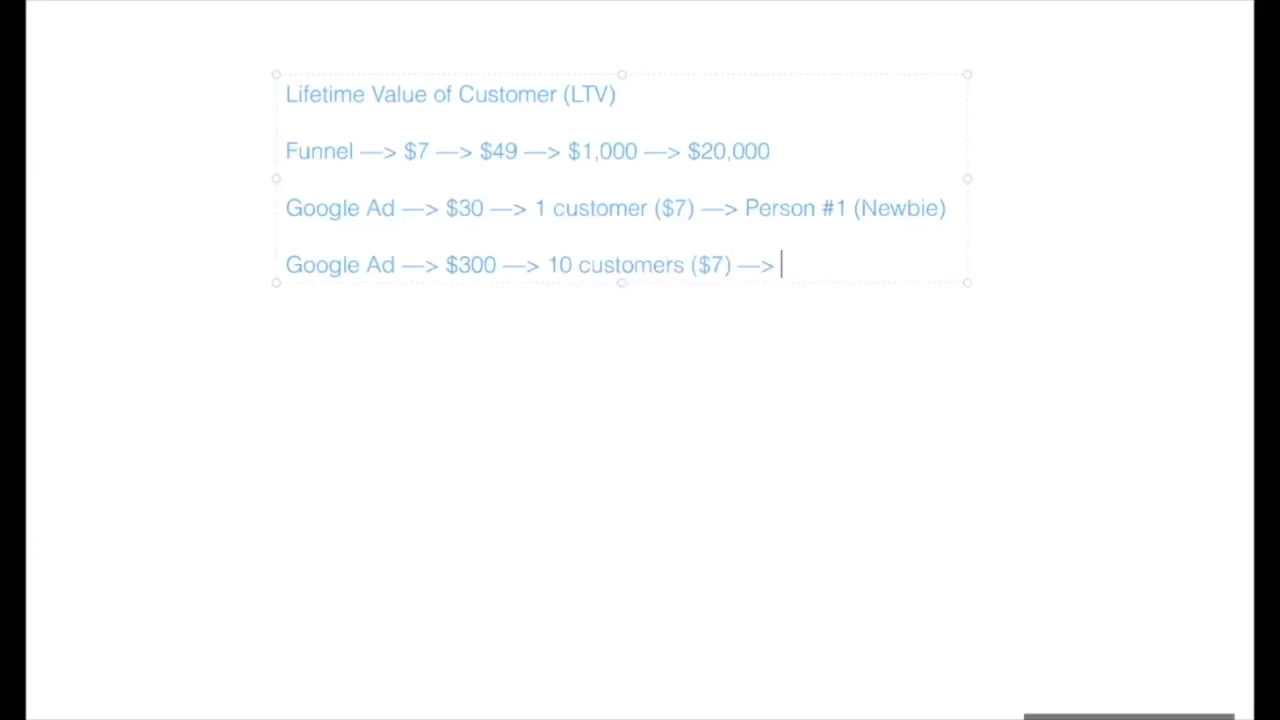 Lifetime Value of Customer (LTV)
Funnel —> $7 —> $49 —> $1,000 —> $20,000
Google Ad —> $30 —> 1 customer ($7) —> Person #1 (Newbie)
Google Ad —> $300 —> 10 customers ($7) —>